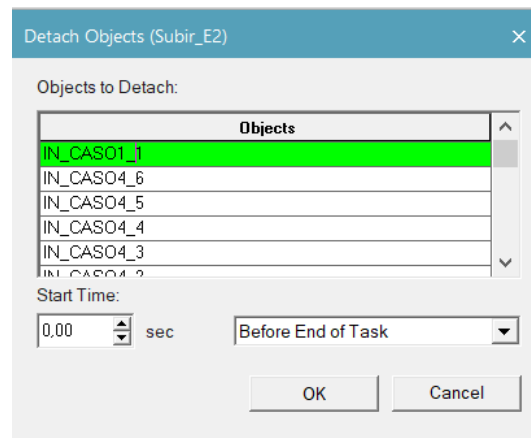 Detach Objects (Subir_E2)
Objects to Detach:
Objects
IN_CASO1_1
IN_CASO4_6
IN_CASO4_5
IN_CASO4_4
IN_CASO4_3
IN_CASO4_2
Start Time:
0,00 sec Before End of Task
OK Cancel